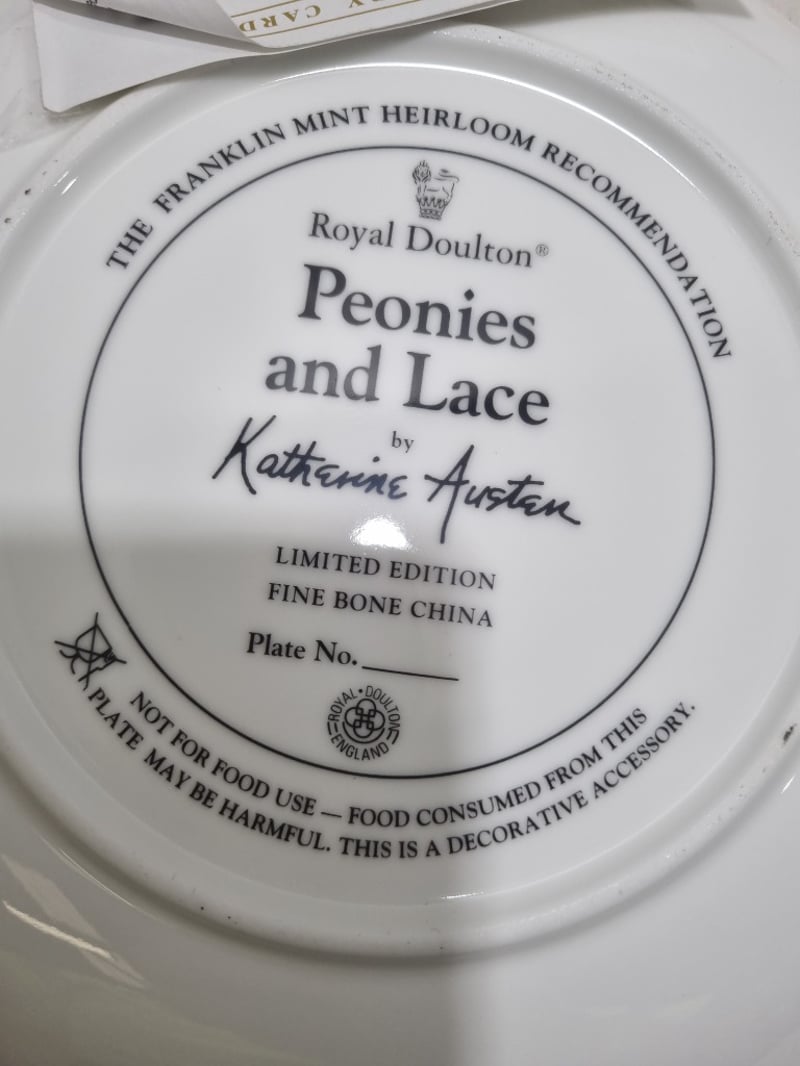 CARD
THE FRANKLIN MINT HEIRLOOM RECOMMENDATION
Royal Doulton®
Peonies
and Lace
by
Katherine Austen
LIMITED EDITION
FINE BONE CHINA
Plate No.
ROYAL • DOULTON
ENGLAND
NOT FOR FOOD USE — FOOD CONSUMED FROM THIS
PLATE MAY BE HARMFUL. THIS IS A DECORATIVE ACCESSORY.